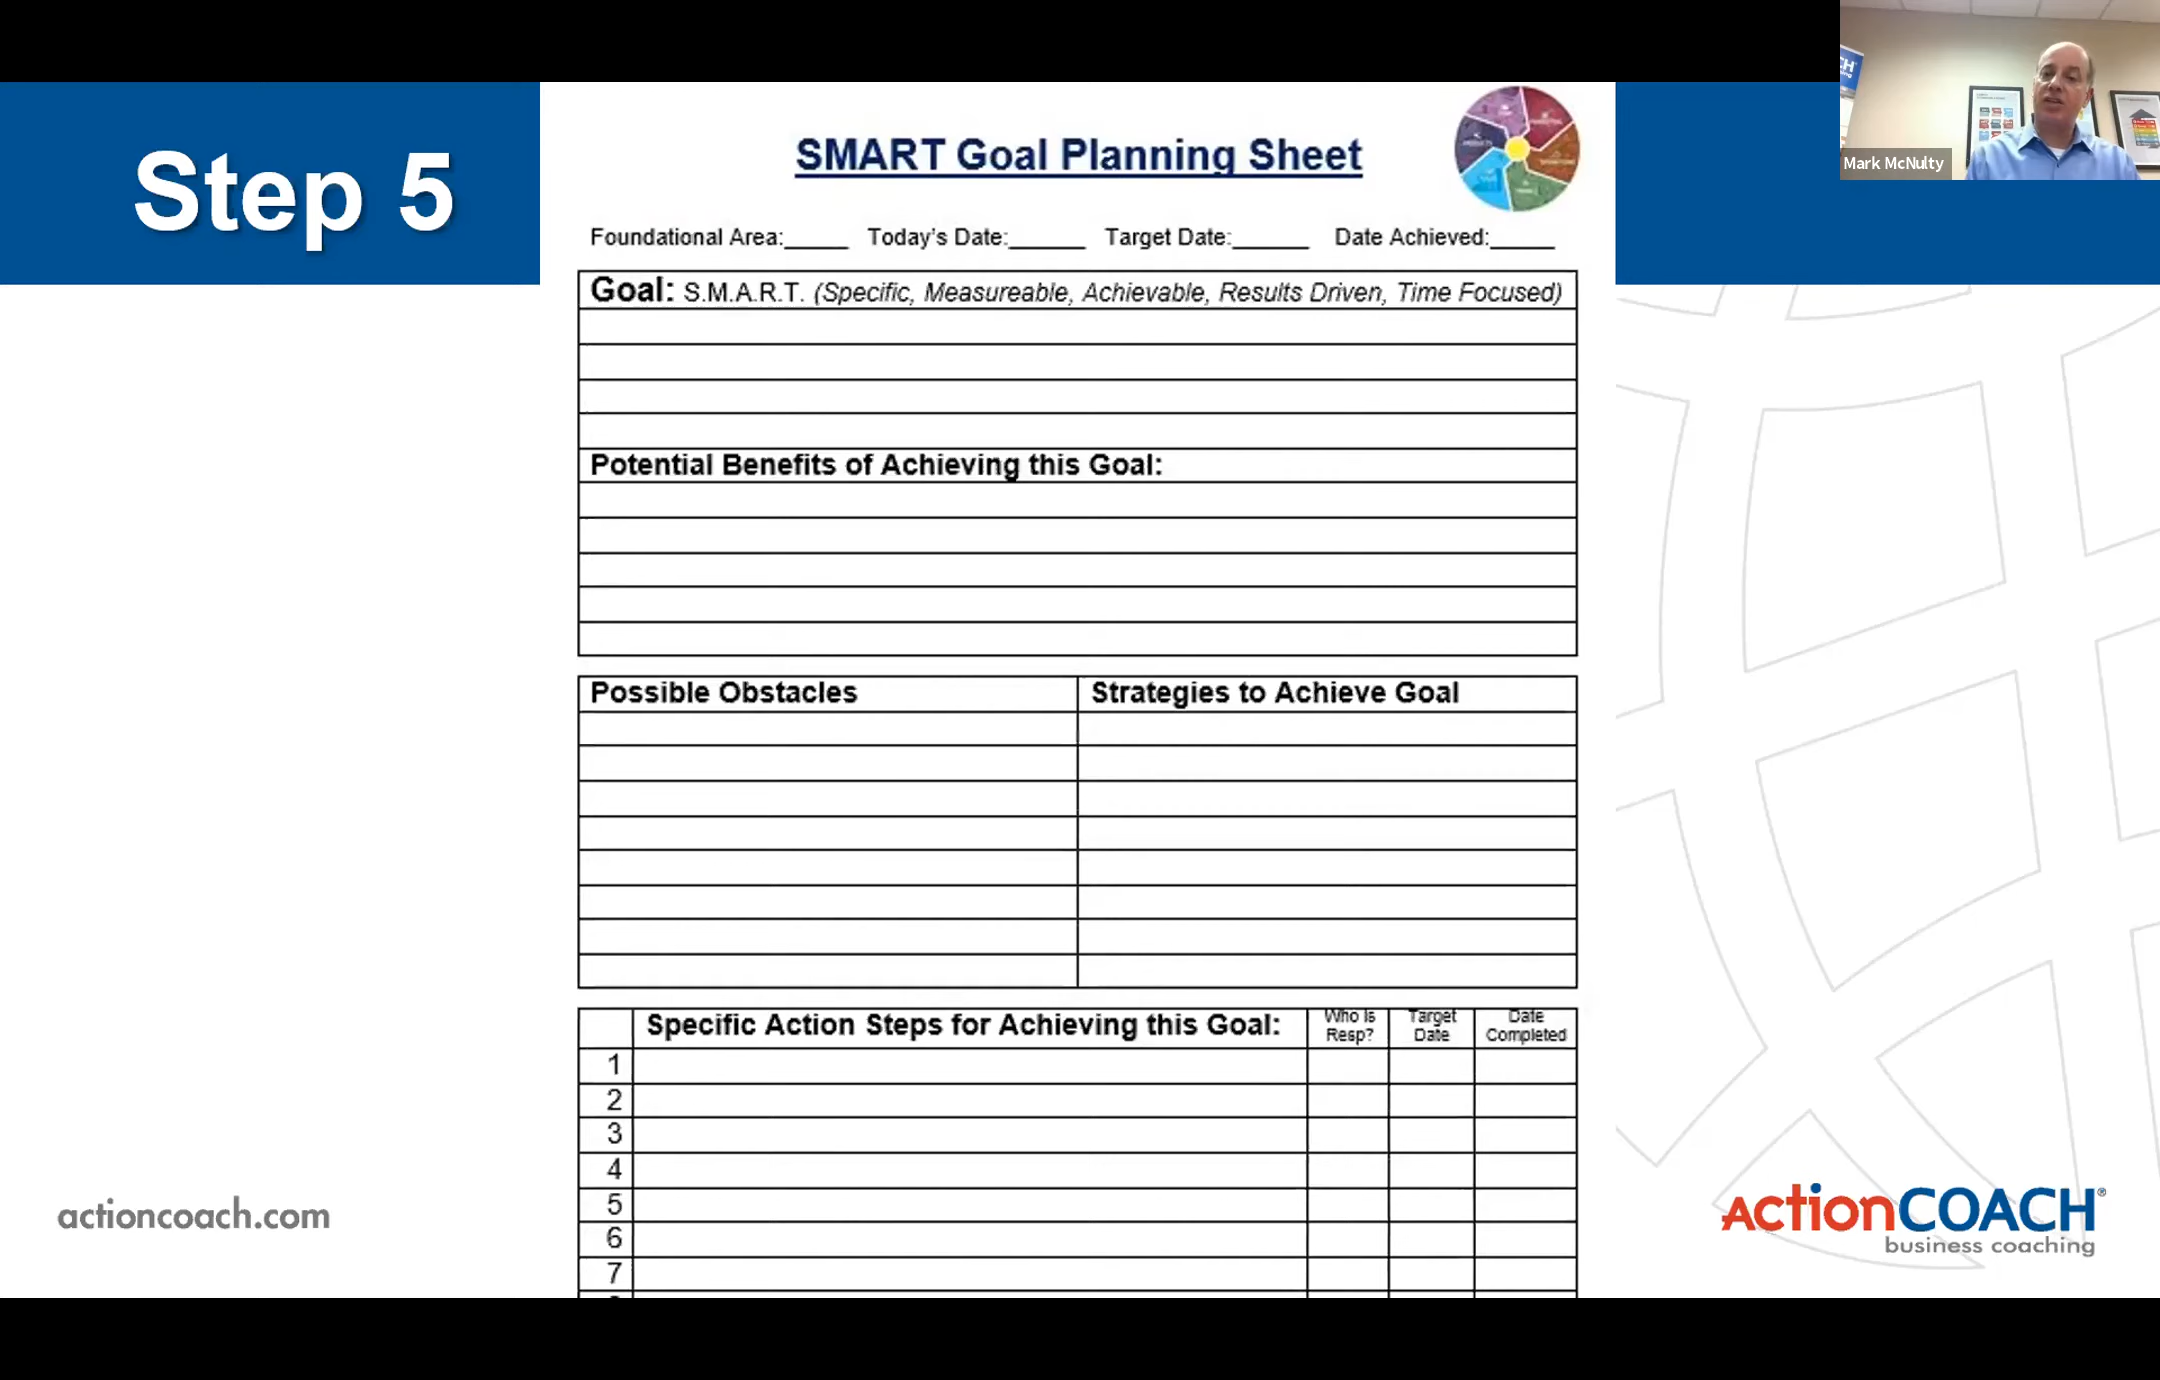 Step 5
SMART Goal Planning Sheet
Mark McNulty
Foundational Area:_____ Today's Date:______ Target Date:______ Date Achieved:_____
Goal: S.M.A.R.T. (Specific, Measureable, Achievable, Results Driven, Time Focused)
Potential Benefits of Achieving this Goal:
Possible Obstacles
Strategies to Achieve Goal
Specific Action Steps for Achieving this Goal:
Who Is
Resp?
Target
Date
Date
Completed
1
2
3
4
5
6
7
actioncoach.com
actionCOACH®
business coaching